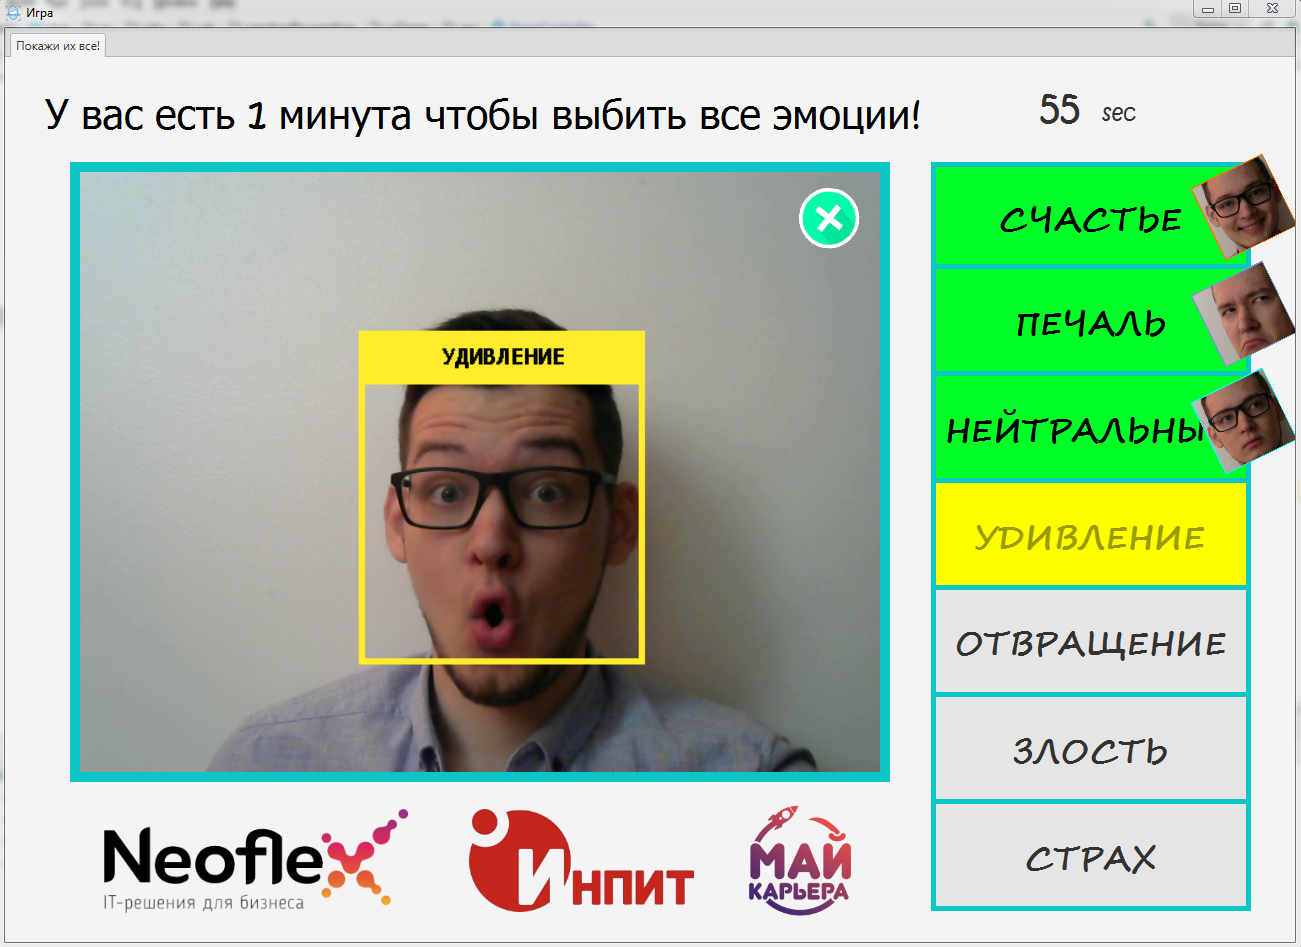 Игра
Покажи их все!
У вас есть 1 минута чтобы выбить все эмоции!
55 sec
УДИВЛЕНИЕ
СЧАСТЬЕ
ПЕЧАЛЬ
НЕЙТРАЛЬНЫ
УДИВЛЕНИЕ
ОТВРАЩЕНИЕ
ЗЛОСТЬ
СТРАХ
Neoflex
IT-решения для бизнеса
Инпит
МАЙ
КАРЬЕРА